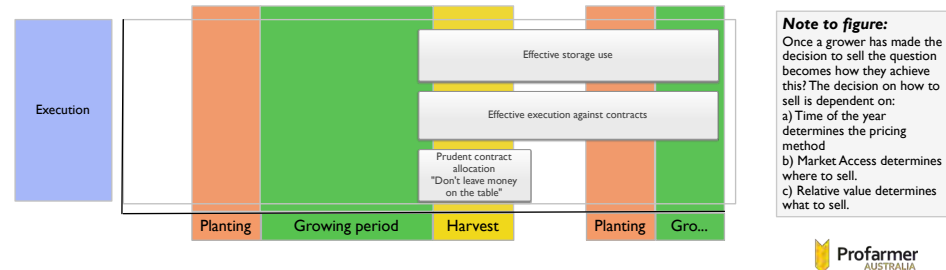 Execution
Effective storage use
Effective execution against contracts
Prudent contract
allocation
"Don't leave money
on the table"
Planting
Growing period
Harvest
Planting
Gro...
Note to figure:
Once a grower has made the
decision to sell the question
becomes how they achieve
this? The decision on how to
sell is dependent on:
a) Time of the year
determines the pricing
method
b) Market Access determines
where to sell.
c) Relative value determines
what to sell.
Profarmer
AUSTRALIA